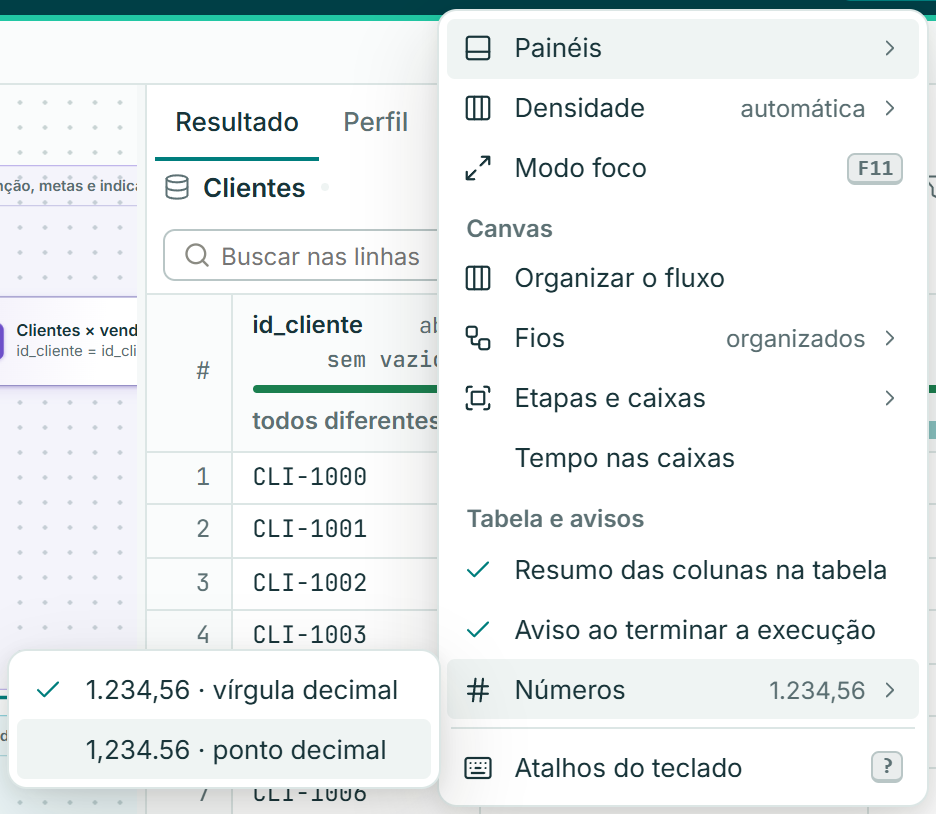 Resultado
Perfil
nção, metas e indica
Clientes
Buscar nas linhas
Clientes × vend
id_cliente = id_cli
#
id_cliente
ab
sem vazio
todos diferentes
1 CLI-1000
2 CLI-1001
3 CLI-1002
4 CLI-1003
7 CLI-1006
Painéis
Densidade automática
Modo foco F11
Canvas
Organizar o fluxo
Fios organizados
Etapas e caixas
Tempo nas caixas
Tabela e avisos
Resumo das colunas na tabela
Aviso ao terminar a execução
# Números 1.234,56
Atalhos do teclado ?
1.234,56 · vírgula decimal
1,234.56 · ponto decimal